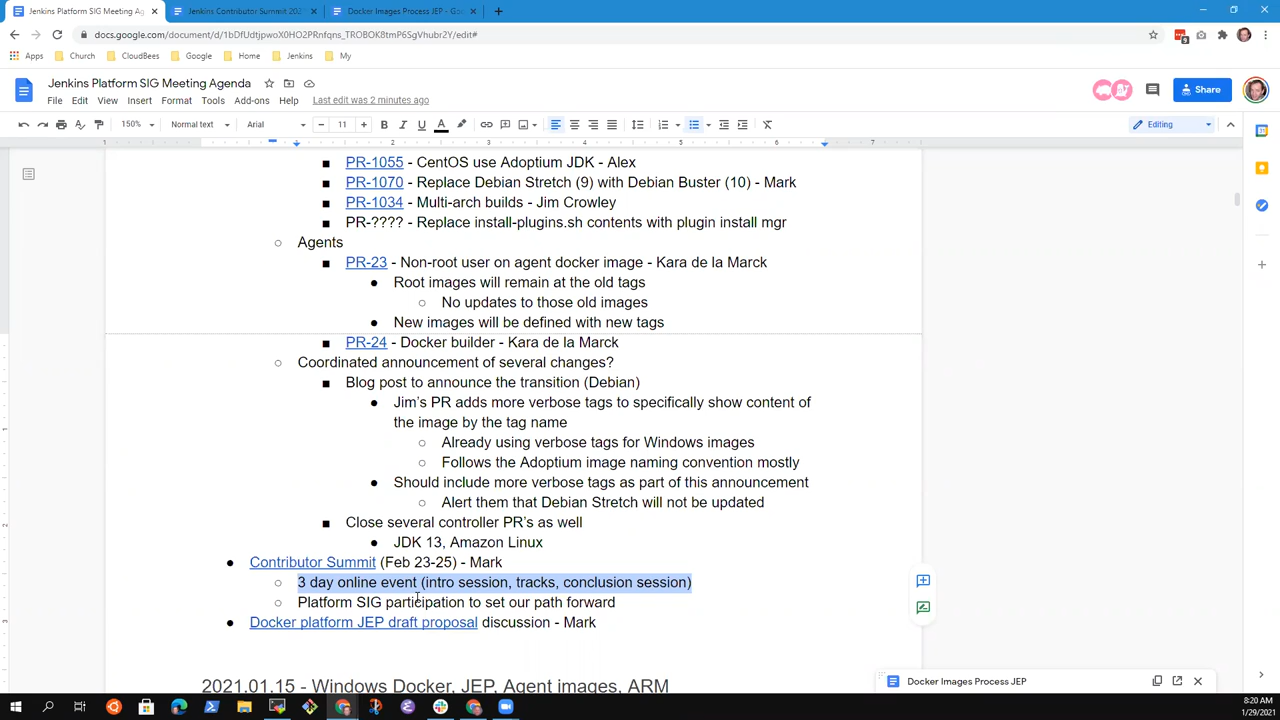 Jenkins Platform SIG Meeting Ag
Jenkins Contributor Summit 202
Docker Images Process JEP - Go
docs.google.com/document/d/1bDfUdtjpwoX0HO2PRnfqns_TROBOK8tmP6SgVhubr2Y/edit#
Apps
Church
CloudBees
Google
Home
Jenkins
My
Jenkins Platform SIG Meeting Agenda
File Edit View Insert Format Tools Add-ons Help Last edit was 2 minutes ago
Share
150% Normal text Arial 11
Editing
1 1 2 3 4 5 6 7
PR-1055 - CentOS use Adoptium JDK - Alex
PR-1070 - Replace Debian Stretch (9) with Debian Buster (10) - Mark
PR-1034 - Multi-arch builds - Jim Crowley
PR-???? - Replace install-plugins.sh contents with plugin install mgr
Agents
PR-23 - Non-root user on agent docker image - Kara de la Marck
Root images will remain at the old tags
No updates to those old images
New images will be defined with new tags
PR-24 - Docker builder - Kara de la Marck
Coordinated announcement of several changes?
Blog post to announce the transition (Debian)
Jim's PR adds more verbose tags to specifically show content of
the image by the tag name
Already using verbose tags for Windows images
Follows the Adoptium image naming convention mostly
Should include more verbose tags as part of this announcement
Alert them that Debian Stretch will not be updated
Close several controller PR's as well
JDK 13, Amazon Linux
Contributor Summit (Feb 23-25) - Mark
3 day online event (intro session, tracks, conclusion session)
Platform SIG participation to set our path forward
Docker platform JEP draft proposal discussion - Mark
2021.01.15 - Windows Docker, JEP, Agent images, ARM
Docker Images Process JEP
8:20 AM
1/29/2021